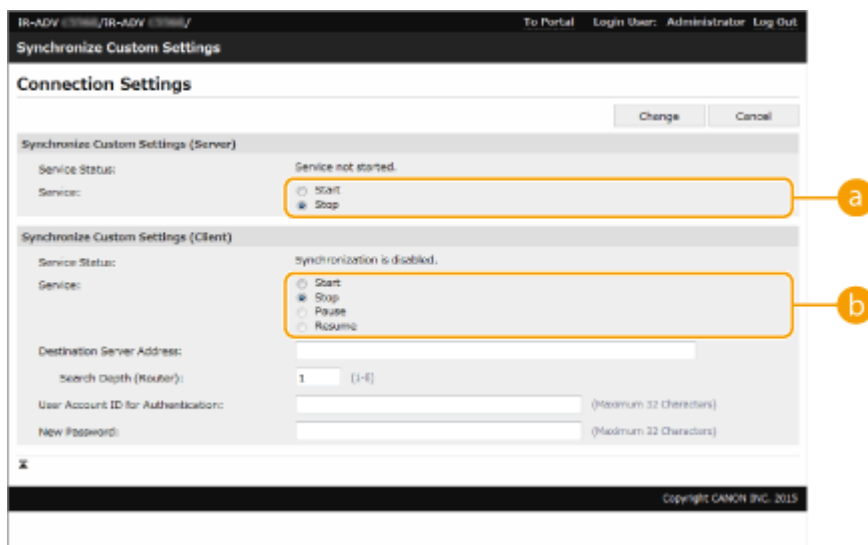 IR-ADV /IR-ADV /
To Portal Login User: Administrator Log Out
Synchronize Custom Settings
Connection Settings
Change Cancel
Synchronize Custom Settings (Server)
Service Status: Service not started.
Service: Start
Stop
a
Synchronize Custom Settings (Client)
Service Status: Synchronization is disabled.
Service: Start
Stop
Pause
Resume
b
Destination Server Address:
Search Depth (Router): 1 (1-8)
User Account ID for Authentication: (Maximum 32 Characters)
New Password: (Maximum 32 Characters)
Copyright CANON INC. 2015